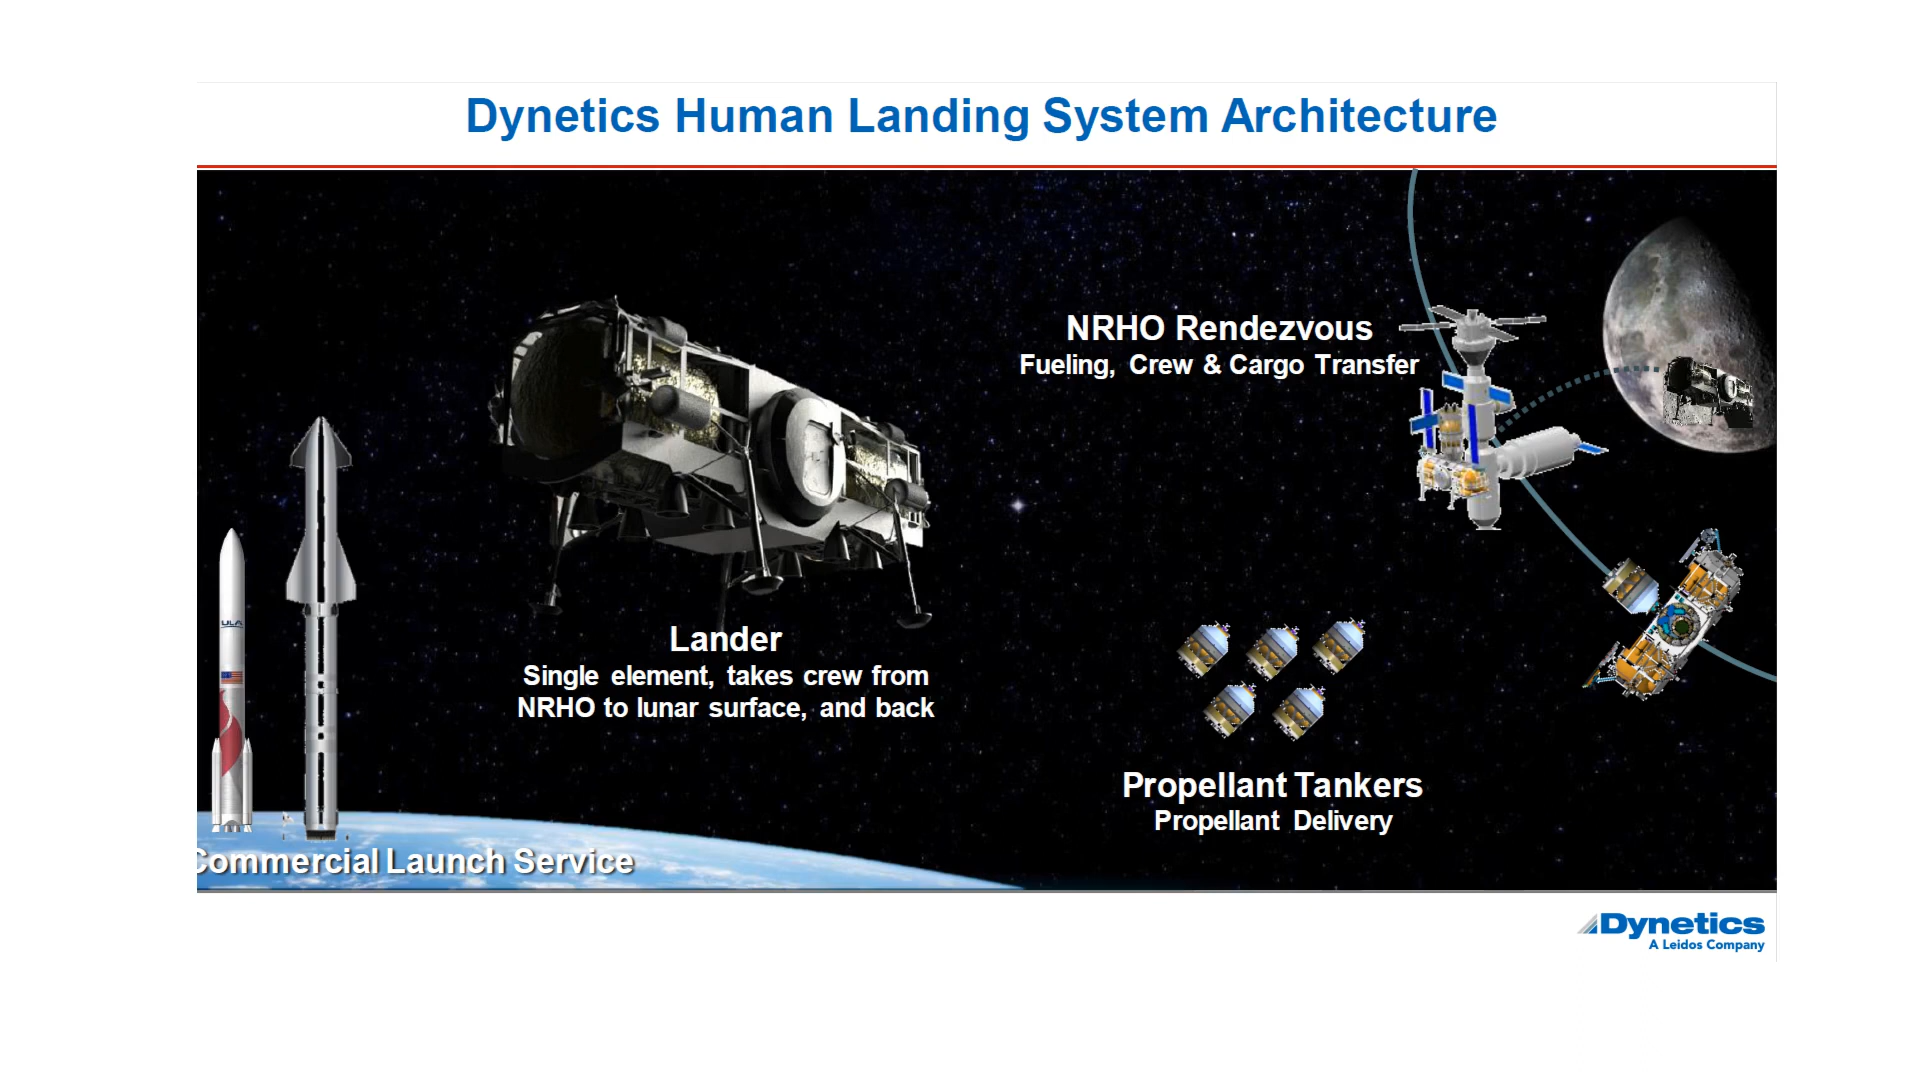 Dynetics Human Landing System Architecture
NRHO Rendezvous
Fueling, Crew & Cargo Transfer
ULA
Lander
Single element, takes crew from
NRHO to lunar surface, and back
Propellant Tankers
Propellant Delivery
Commercial Launch Service
Dynetics
A Leidos Company